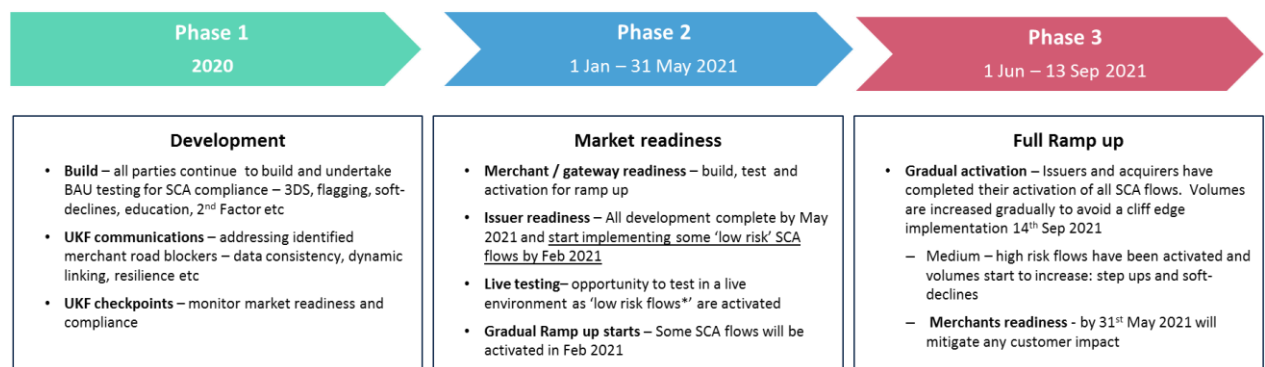 Phase 1
2020
Phase 2
1 Jan – 31 May 2021
Phase 3
1 Jun – 13 Sep 2021
Development
• Build – all parties continue to build and undertake
BAU testing for SCA compliance – 3DS, flagging, soft-
declines, education, 2nd Factor etc
• UKF communications – addressing identified
merchant road blockers – data consistency, dynamic
linking, resilience etc
• UKF checkpoints – monitor market readiness and
compliance
Market readiness
• Merchant / gateway readiness – build, test and
activation for ramp up
• Issuer readiness – All development complete by May
2021 and start implementing some ‘low risk’ SCA
flows by Feb 2021
• Live testing– opportunity to test in a live
environment as ‘low risk flows*’ are activated
• Gradual Ramp up starts – Some SCA flows will be
activated in Feb 2021
Full Ramp up
• Gradual activation – Issuers and acquirers have
completed their activation of all SCA flows. Volumes
are increased gradually to avoid a cliff edge
implementation 14th Sep 2021
– Medium – high risk flows have been activated and
volumes start to increase: step ups and soft-
declines
– Merchants readiness - by 31st May 2021 will
mitigate any customer impact